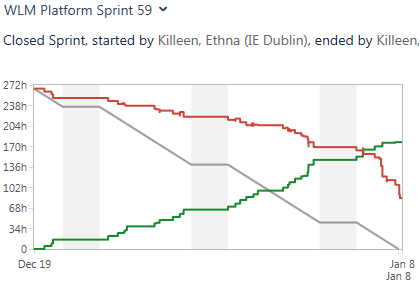 WLM Platform Sprint 59
Closed Sprint, started by Killeen, Ethna (IE Dublin), ended by Killeen,
272h
238h
204h
170h
136h
102h
68h
34h
0
Dec 19
Jan 8
Jan 8